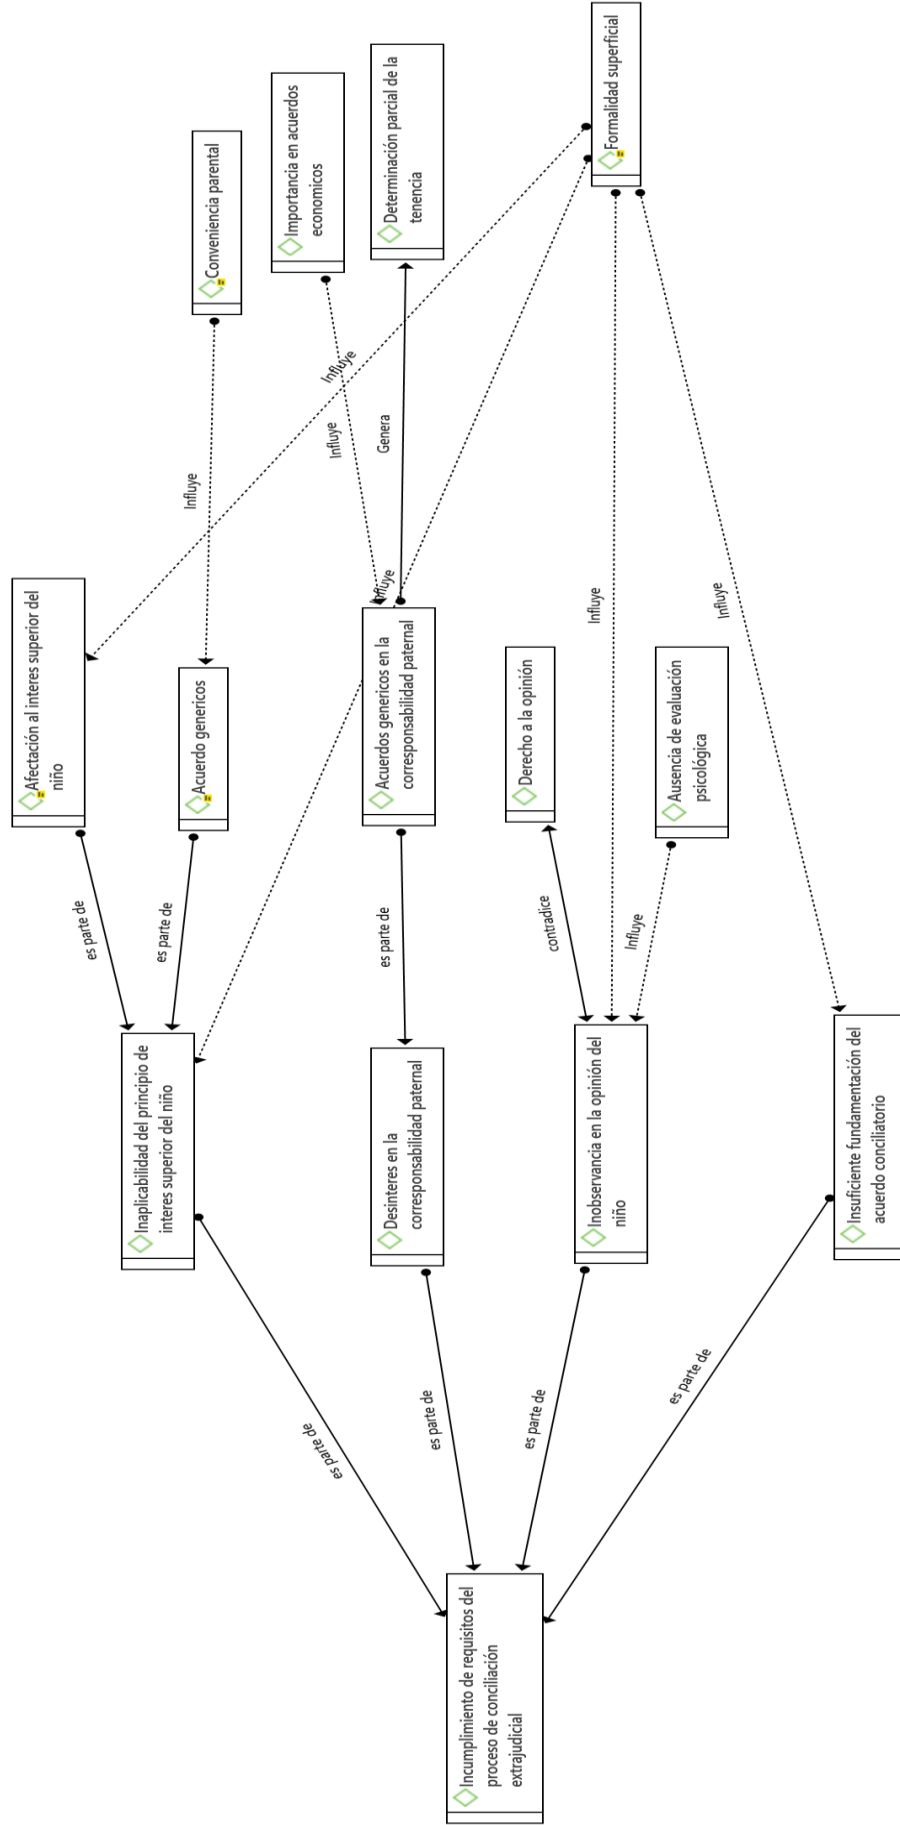 Incumplimiento de requisitos del
proceso de conciliación
extrajudicial
es parte de
es parte de
es parte de
es parte de
Inaplicabilidad del principio de
interes superior del niño
Desinteres en la
corresponsabilidad paternal
Inobservancia en la opinión del
niño
Insuficiente fundamentación del
acuerdo conciliatorio
es parte de
es parte de
es parte de
contradice
Influye
Afectación al interes superior del
niño
Acuerdo genericos
Acuerdos genericos en la
corresponsabilidad paternal
Derecho a la opinión
Ausencia de evaluación
psicológica
Influye
Influye
Influye
Influye
Influye
Genera
Influye
Conveniencia parental
Importancia en acuerdos
economicos
Determinación parcial de la
tenencia
Formalidad superficial